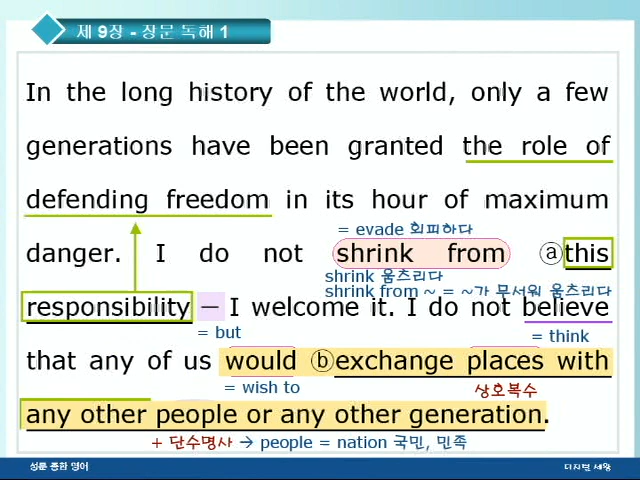 제 9장 - 장문 독해 1
In the long history of the world, only a few
generations have been granted the role of
defending freedom in its hour of maximum
= evade 회피하다
danger. I do not shrink from ⓐthis
shrink 움츠리다
shrink from ~ = ~가 무서워 움츠리다
responsibility – I welcome it. I do not believe
= but
= think
that any of us would ⓑexchange places with
= wish to
상호복수
any other people or any other generation.
+ 단수명사 → people = nation 국민, 민족
성문 종합 영어
디지털 세왕